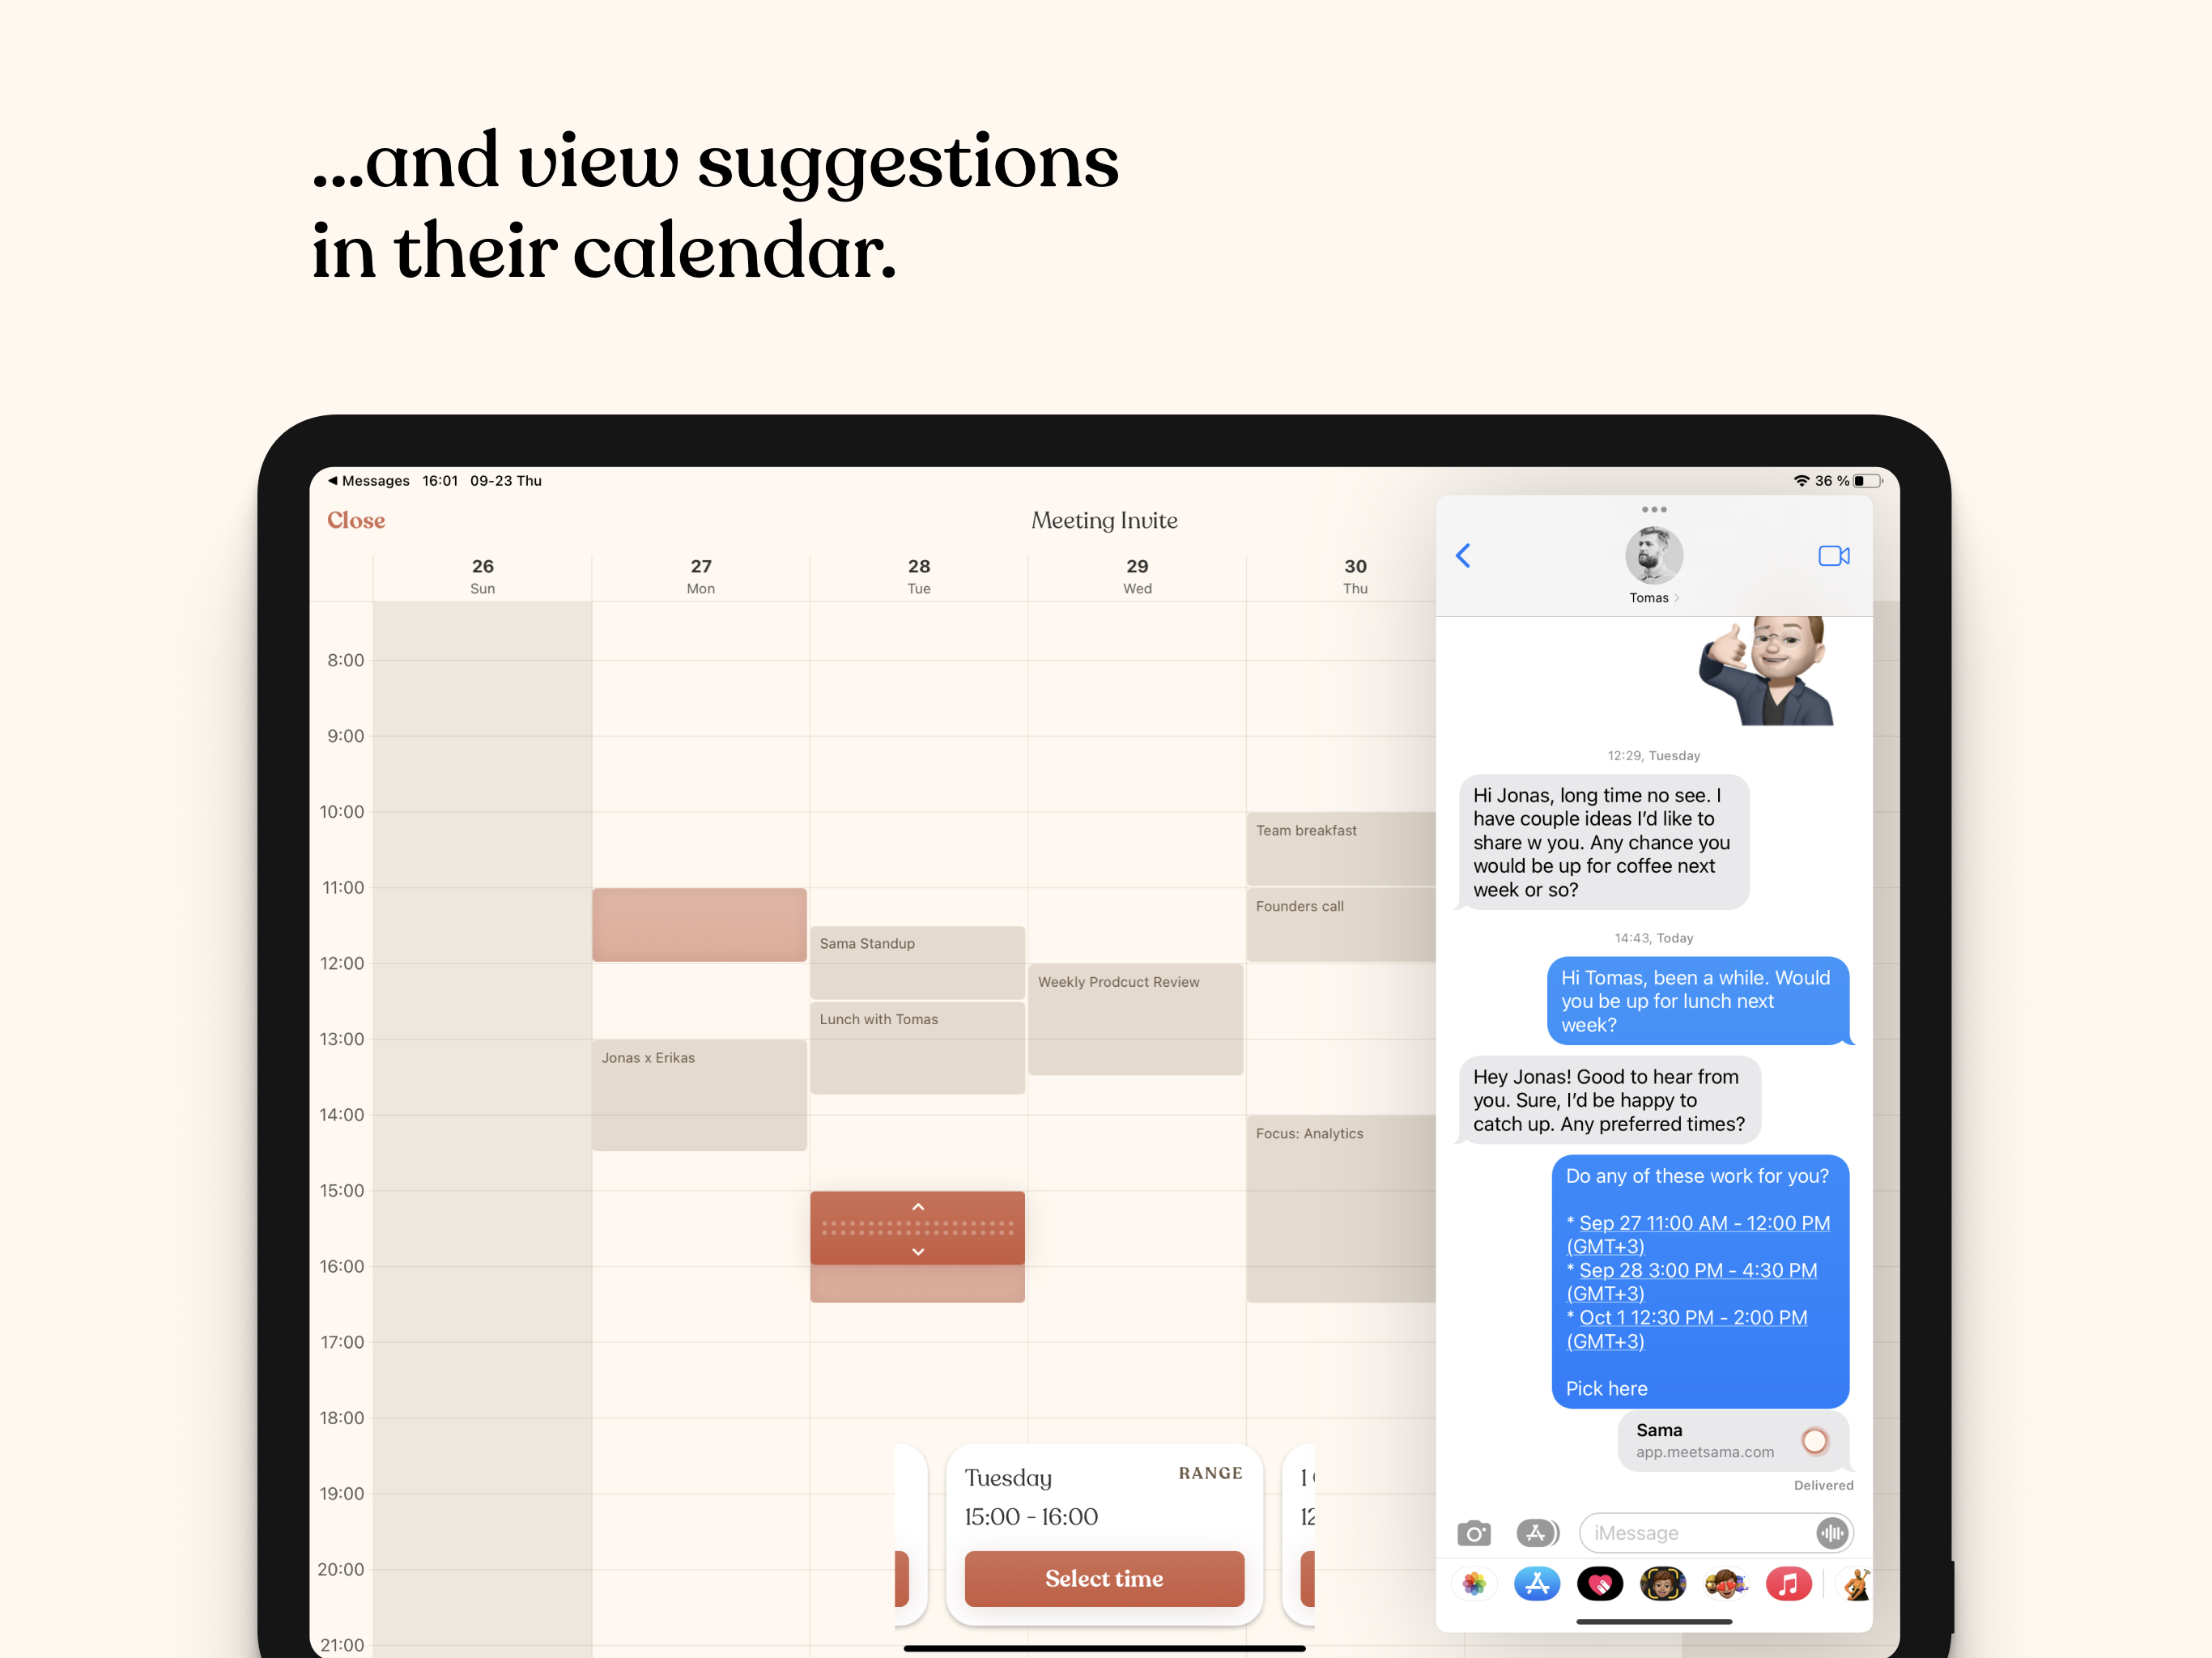 ...and view suggestions
in their calendar.
Messages 16:01 09-23 Thu
36 %
Close
Meeting Invite
26
Sun
27
Mon
28
Tue
29
Wed
30
Thu
8:00
9:00
10:00
11:00
12:00
13:00
14:00
15:00
16:00
17:00
18:00
19:00
20:00
21:00
Jonas x Erikas
Sama Standup
Lunch with Tomas
Weekly Prodcuct Review
Team breakfast
Founders call
Focus: Analytics
Tuesday
RANGE
15:00 - 16:00
Select time
1
12
Tomas
12:29, Tuesday
Hi Jonas, long time no see. I
have couple ideas I'd like to
share w you. Any chance you
would be up for coffee next
week or so?
14:43, Today
Hi Tomas, been a while. Would
you be up for lunch next
week?
Hey Jonas! Good to hear from
you. Sure, I'd be happy to
catch up. Any preferred times?
Do any of these work for you?
* Sep 27 11:00 AM - 12:00 PM
(GMT+3)
* Sep 28 3:00 PM - 4:30 PM
(GMT+3)
* Oct 1 12:30 PM - 2:00 PM
(GMT+3)
Pick here
Sama
app.meetsama.com
Delivered
iMessage